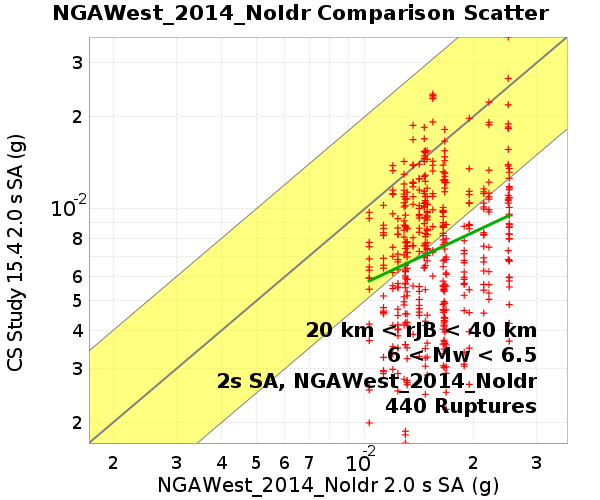 NGAWest_2014_NoIdr Comparison Scatter
CS Study 15.4 2.0 s SA (g)
3
2
10-2
8
6
5
4
3
2
20 km < rJB < 40 km
6 < Mw < 6.5
2s SA, NGAWest_2014_NoIdr
440 Ruptures
2 3 4 5 6 7 10-2 2 3
NGAWest_2014_NoIdr 2.0 s SA (g)